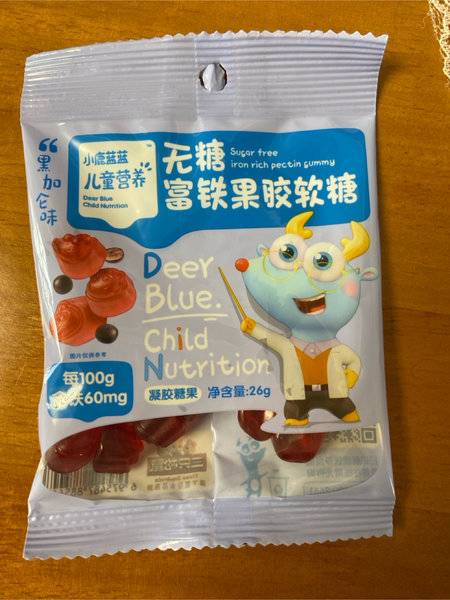 小鹿蓝蓝
儿童营养
Deer Blue
Child Nutrition
无糖
Sugar free
iron rich pectin gummy
富铁果胶软糖
黑加仑味
Deer
Blue.
Child
Nutrition
图片仅供参考
每100g
铁60mg
凝胶糖果
净含量:26g